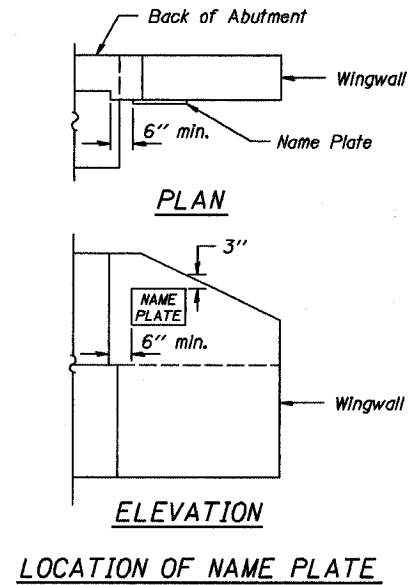 Back of Abutment
Wingwall
6" min.
Name Plate
PLAN
3"
NAME
PLATE
6" min.
Wingwall
ELEVATION
LOCATION OF NAME PLATE